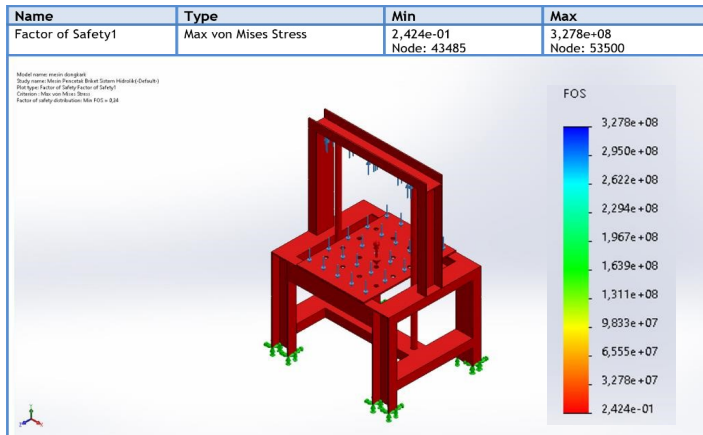 Name Type Min Max
Factor of Safety1 Max von Mises Stress 2,424e-01 3,278e+08
Node: 43485 Node: 53500
Model name: mesin dongkrak
Study name: Mesin Pencetak Briket Sistem Hidrolik(-Default-)
Plot type: Factor of Safety Factor of Safety1
Criterion : Max von Mises Stress
Factor of safety distribution: Min FOS = 0,24
FOS
3,278e+08
2,950e+08
2,622e+08
2,294e+08
1,967e+08
1,639e+08
1,311e+08
9,833e+07
6,555e+07
3,278e+07
2,424e-01